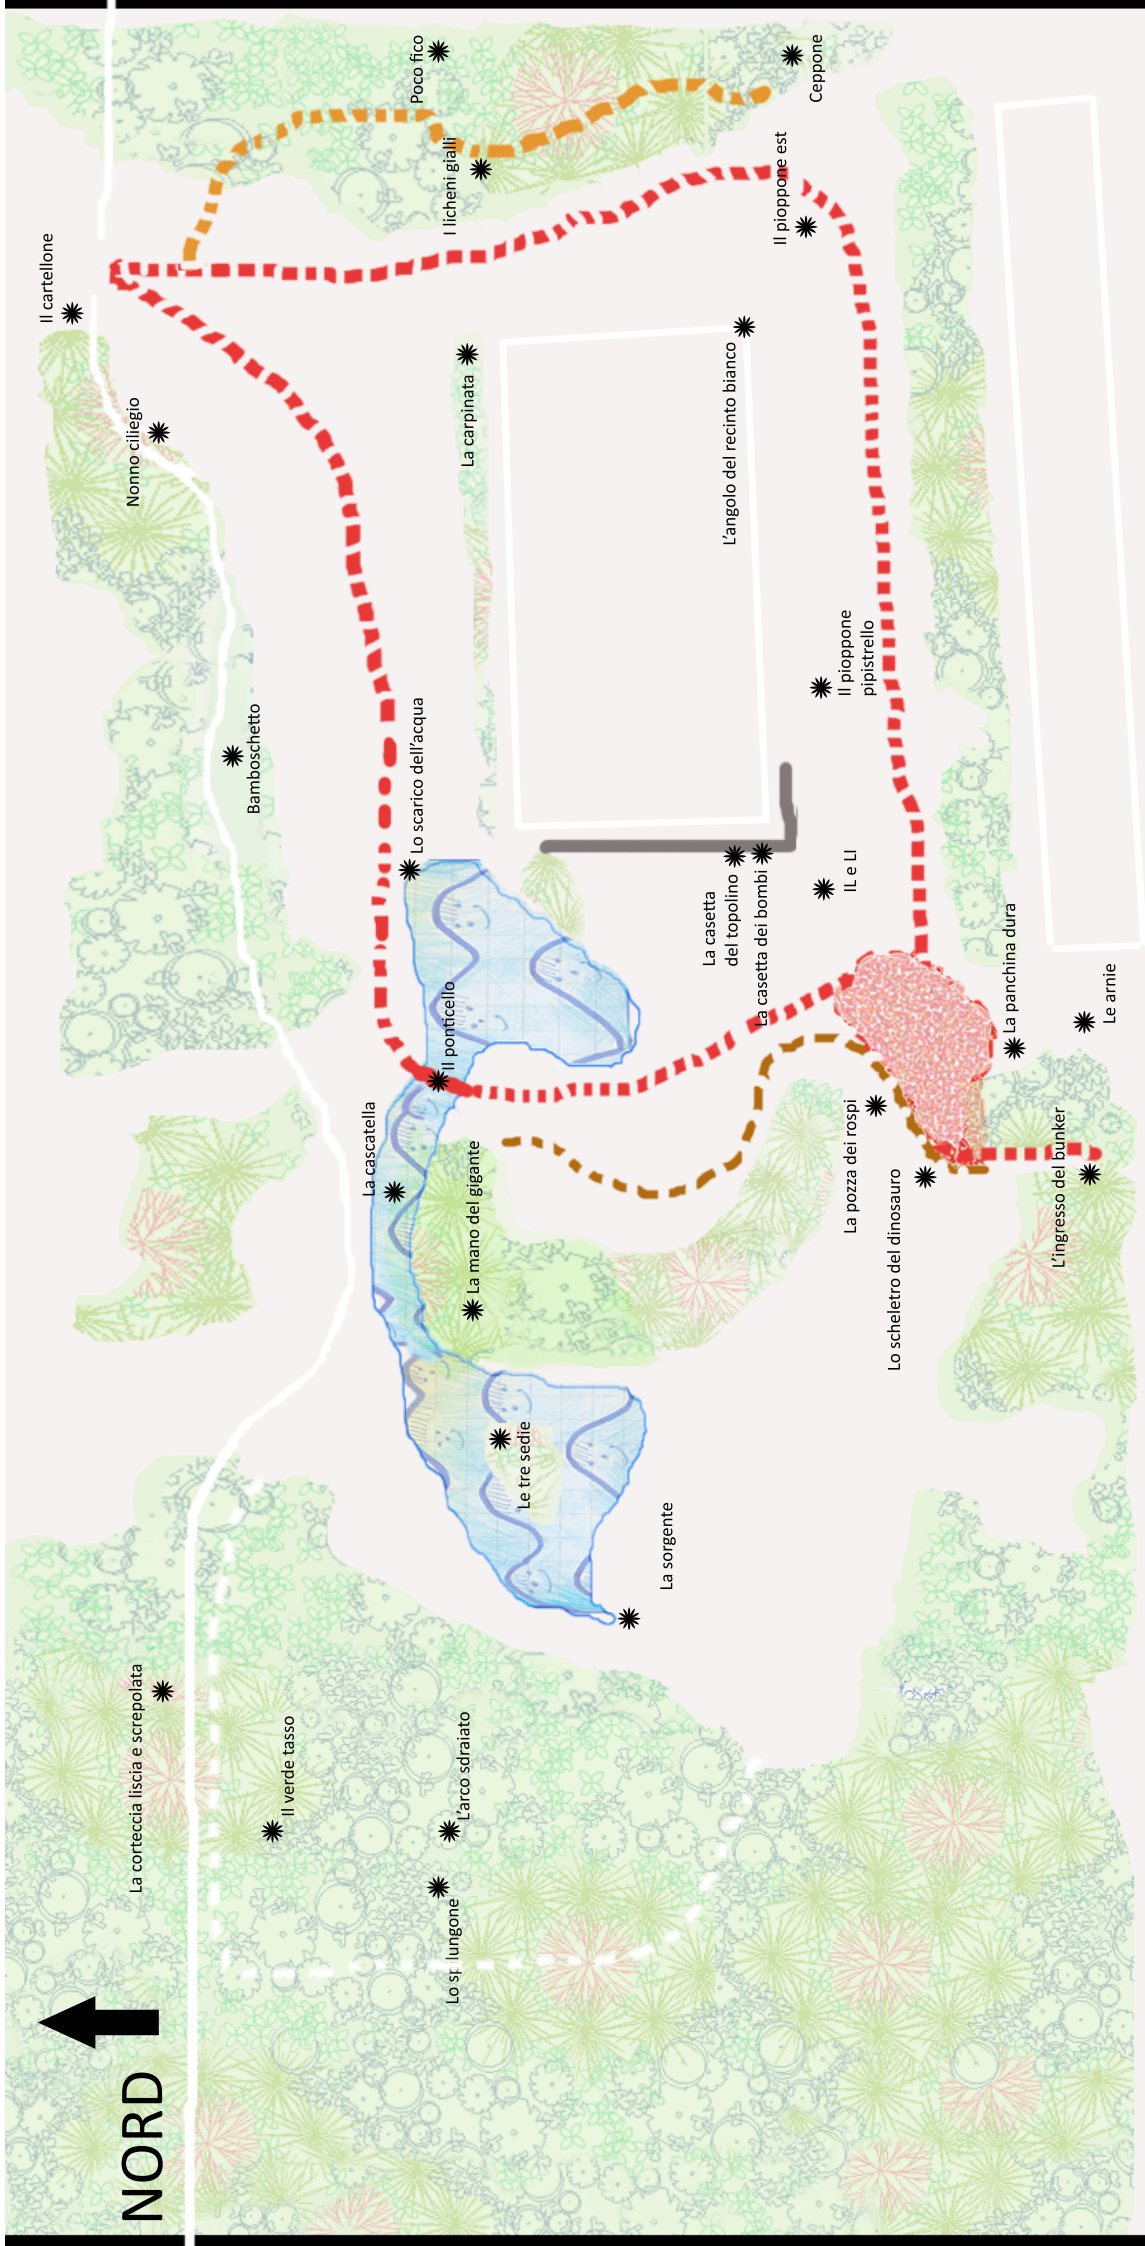 NORD
Il cartellone
Nonno ciliegio
La corteccia liscia e screpolata
Bamboschetto
Il verde tasso
La cascatella
Poco fico
Lo scarico dell'acqua
I licheni gialli
Il ponticello
Lo sp lungone
L'arco sdraiato
La carpinata
La mano del gigante
Le tre sedie
La sorgente
La casetta
del topolino
L'angolo del recinto bianco
La casetta dei bombi
Il pioppone est
Ceppone
Il pioppone
pipistrello
IL e LI
La pozza dei rospi
Lo scheletro del dinosauro
La panchina dura
L'ingresso del bunker
Le arnie